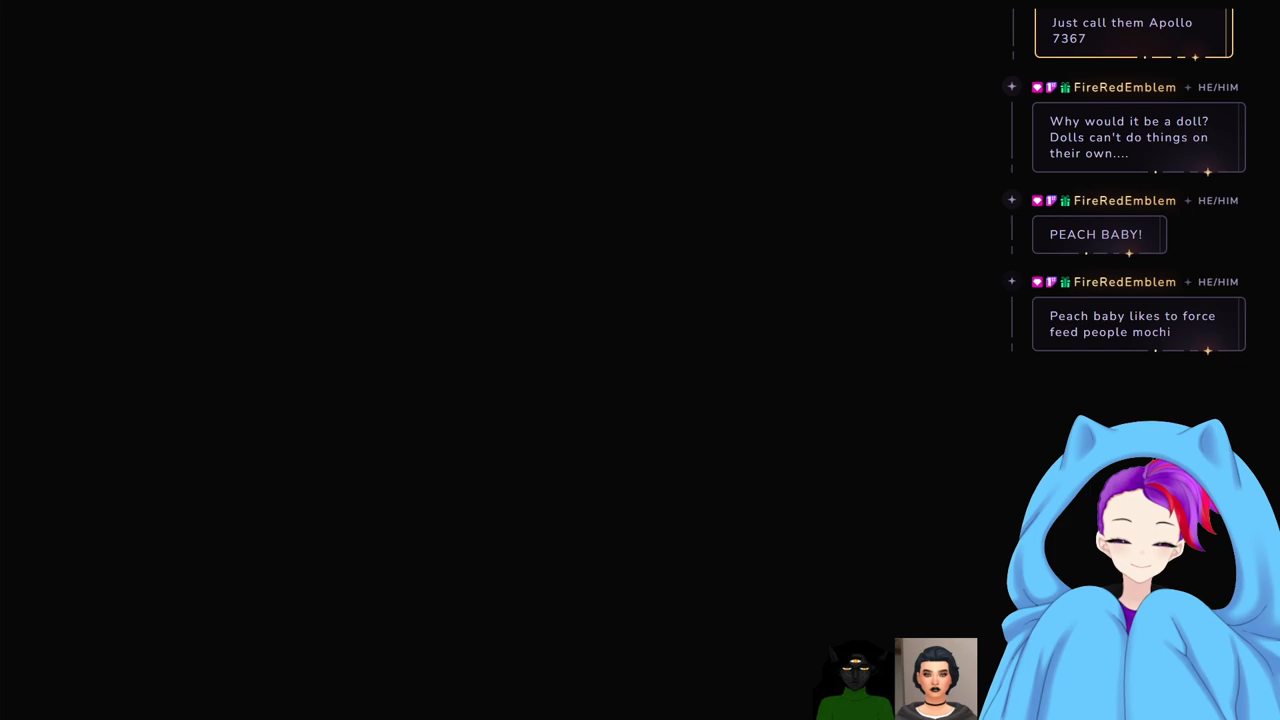 Just call them Apollo
7367
FireRedEmblem HE/HIM
Why would it be a doll?
Dolls can't do things on
their own....
FireRedEmblem HE/HIM
PEACH BABY!
FireRedEmblem HE/HIM
Peach baby likes to force
feed people mochi